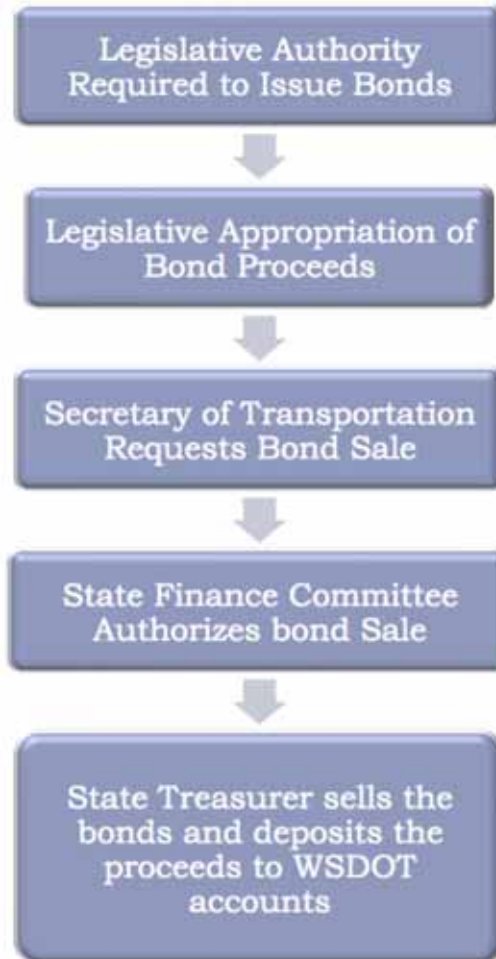 Legislative Authority
Required to Issue Bonds
Legislative Appropriation of
Bond Proceeds
Secretary of Transportation
Requests Bond Sale
State Finance Committee
Authorizes bond Sale
State Treasurer sells the
bonds and deposits the
proceeds to WSDOT
accounts